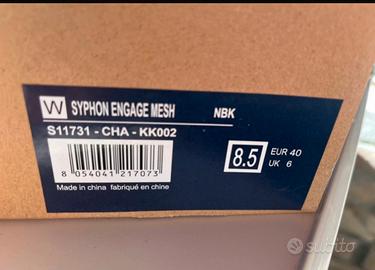 W SYPHON ENGAGE MESH NBK
S11731 - CHA - KK002
8.5 EUR 40
UK 6
8 054041 217073
Made in china fabriqué en chine
subito